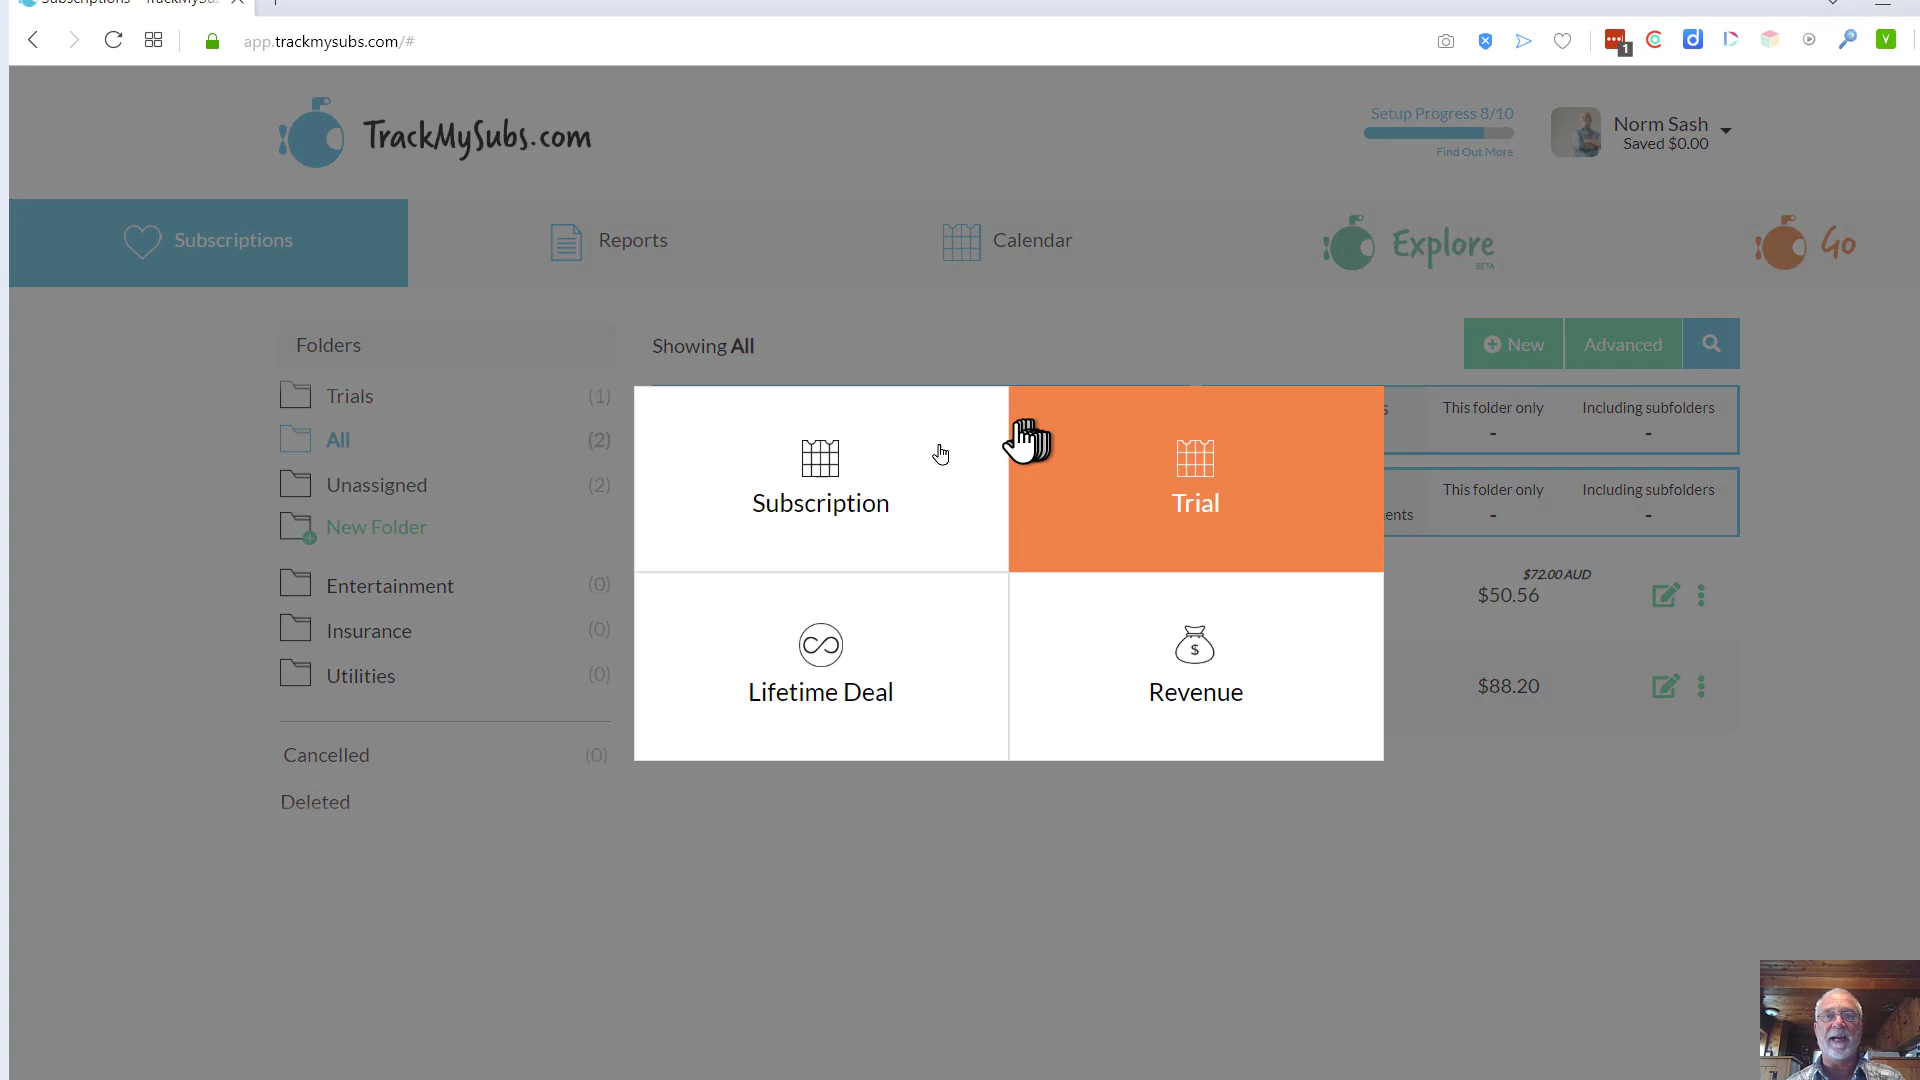 app.trackmysubs.com/#
1
TrackMySubs.com
Setup Progress 8/10
Find Out More
Norm Sash
Saved $0.00
Subscriptions
Reports
Calendar
Explore
BETA
Go
Folders
Trials (1)
All (2)
Unassigned (2)
New Folder
Entertainment (0)
Insurance (0)
Utilities (0)
Cancelled (0)
Deleted
Showing All
New
Advanced
This folder only
Including subfolders
-
-
This folder only
Including subfolders
-
-
$72.00 AUD
$50.56
$88.20
Subscription
Trial
Lifetime Deal
$
Revenue